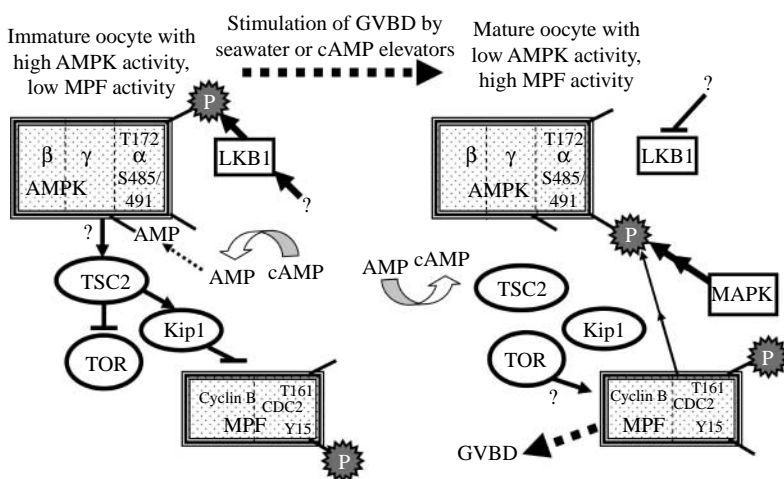 Immature oocyte with
high AMPK activity,
low MPF activity
Stimulation of GVBD by
seawater or cAMP elevators
Mature oocyte with
low AMPK activity,
high MPF activity
P
β γ
T172
α
S485/
491
AMPK
LKB1
?
?
AMP
AMP
cAMP
TSC2
Kip1
TOR
Cyclin B
T161
CDC2
MPF
Y15
P
β γ
T172
α
S485/
491
AMPK
?
LKB1
P
AMP
cAMP
TSC2
Kip1
TOR
?
MAPK
P
Cyclin B
T161
CDC2
MPF
Y15
GVBD